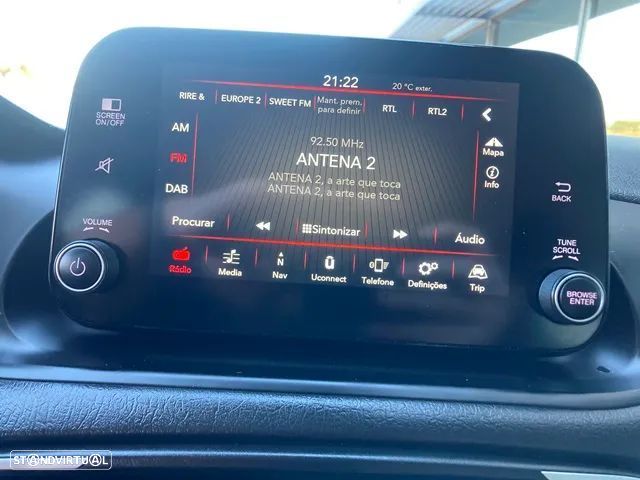 21:22
20 °C exter.
RIRE &
EUROPE 2
SWEET FM
Mant. prem.
para definir
RTL
RTL2
SCREEN
ON/OFF
AM
FM
DAB
92.50 MHz
ANTENA 2
ANTENA 2, a arte que toca
ANTENA 2, a arte que toca
Mapa
Info
BACK
VOLUME
Procurar
Sintonizar
Áudio
TUNE
SCROLL
BROWSE
ENTER
Rádio
Media
N
Nav
Uconnect
Telefone
Definições
Trip
STANDVIRTUAL